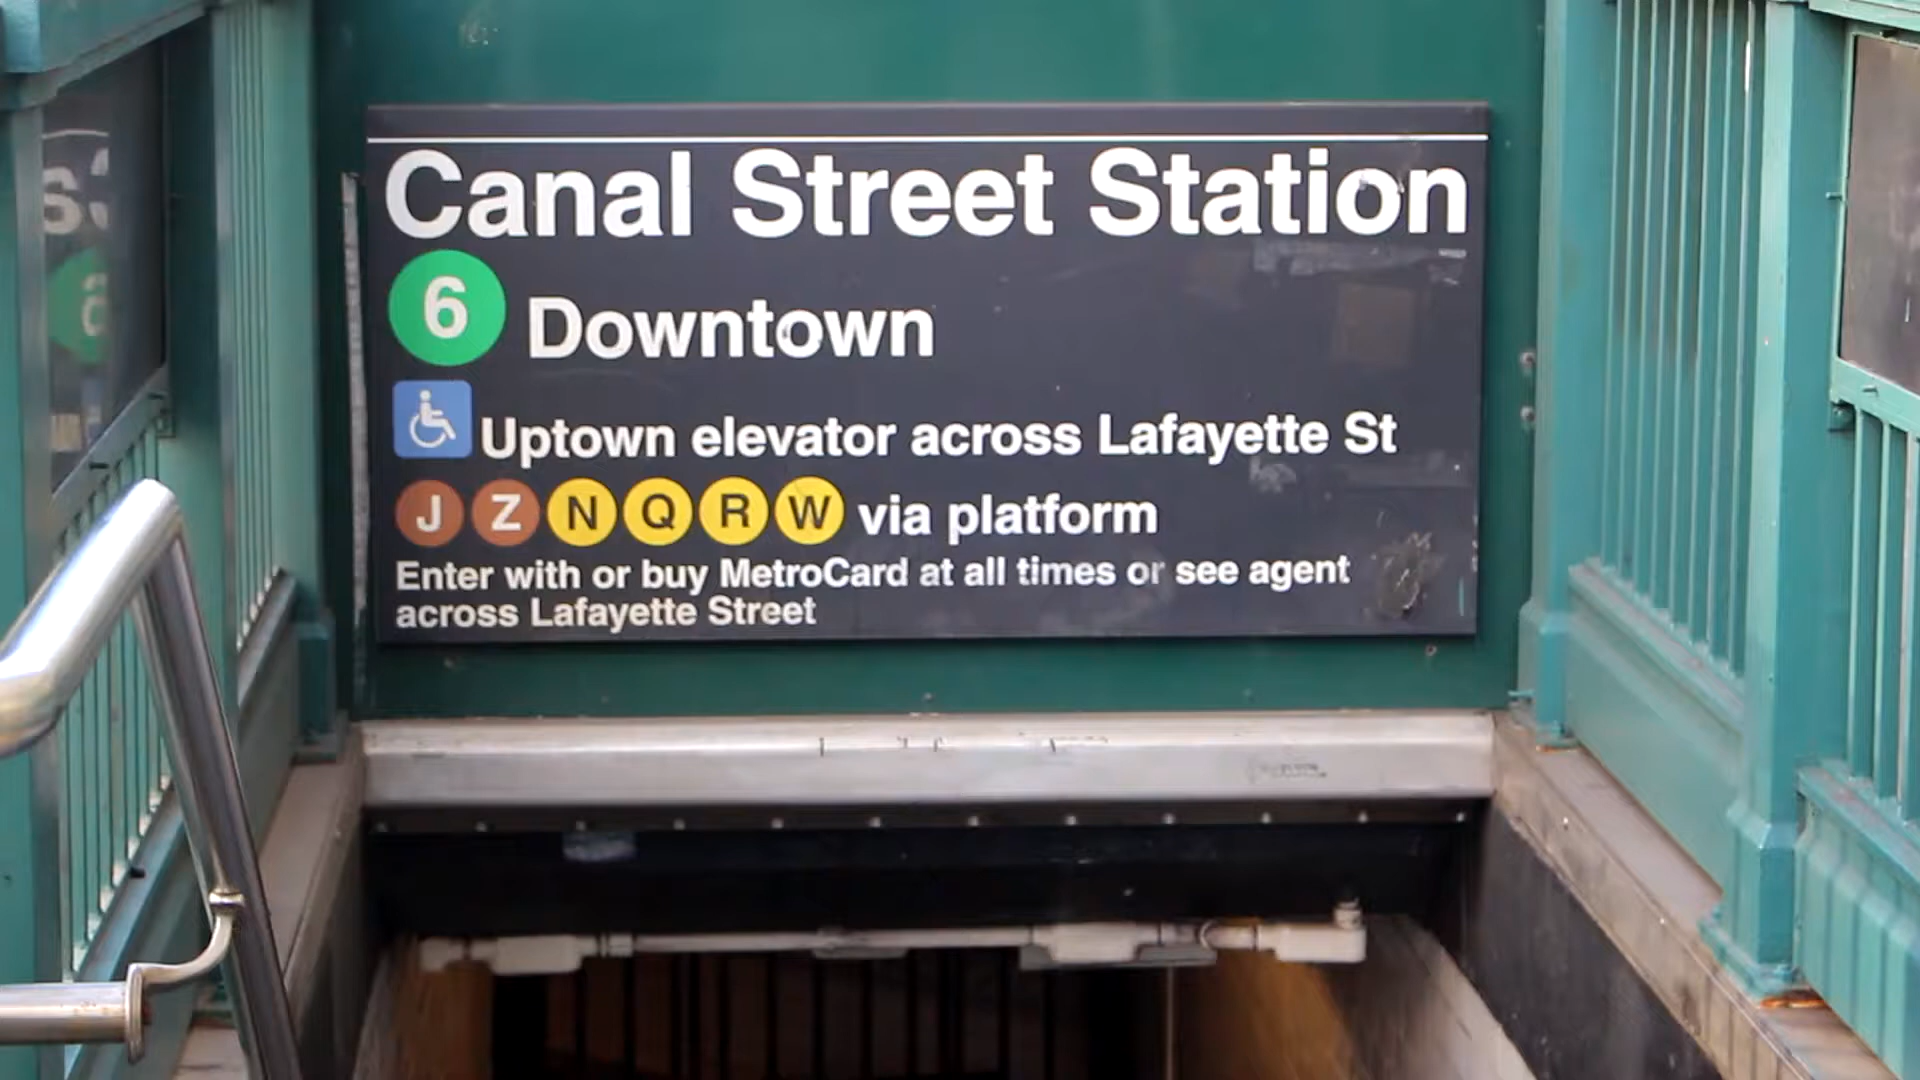 Canal Street Station
6 Downtown
Uptown elevator across Lafayette St
J Z N Q R W via platform
Enter with or buy MetroCard at all times or see agent
across Lafayette Street